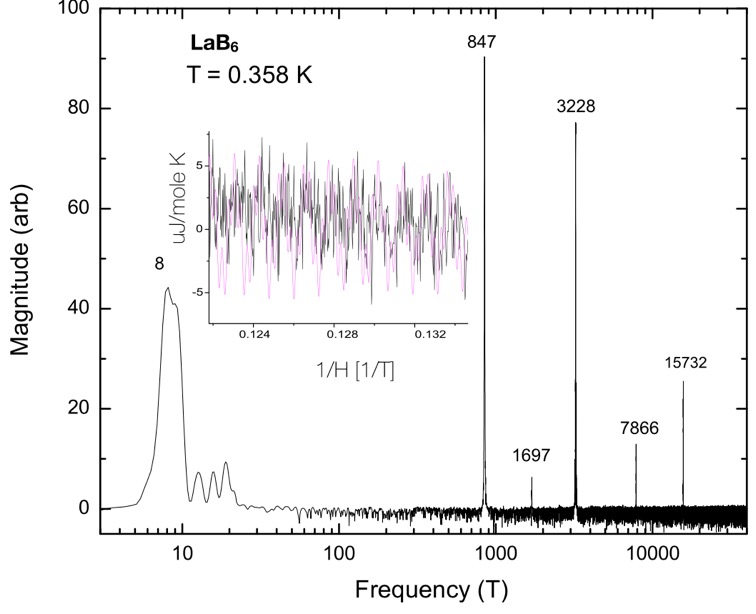 100
80
60
40
20
0
Magnitude (arb)
LaB₆
T = 0.358 K
847
3228
8
1697
7866
15732
5
0
-5
uJ/mole K
0.124 0.128 0.132
1/H [1/T]
10 100 1000 10000
Frequency (T)